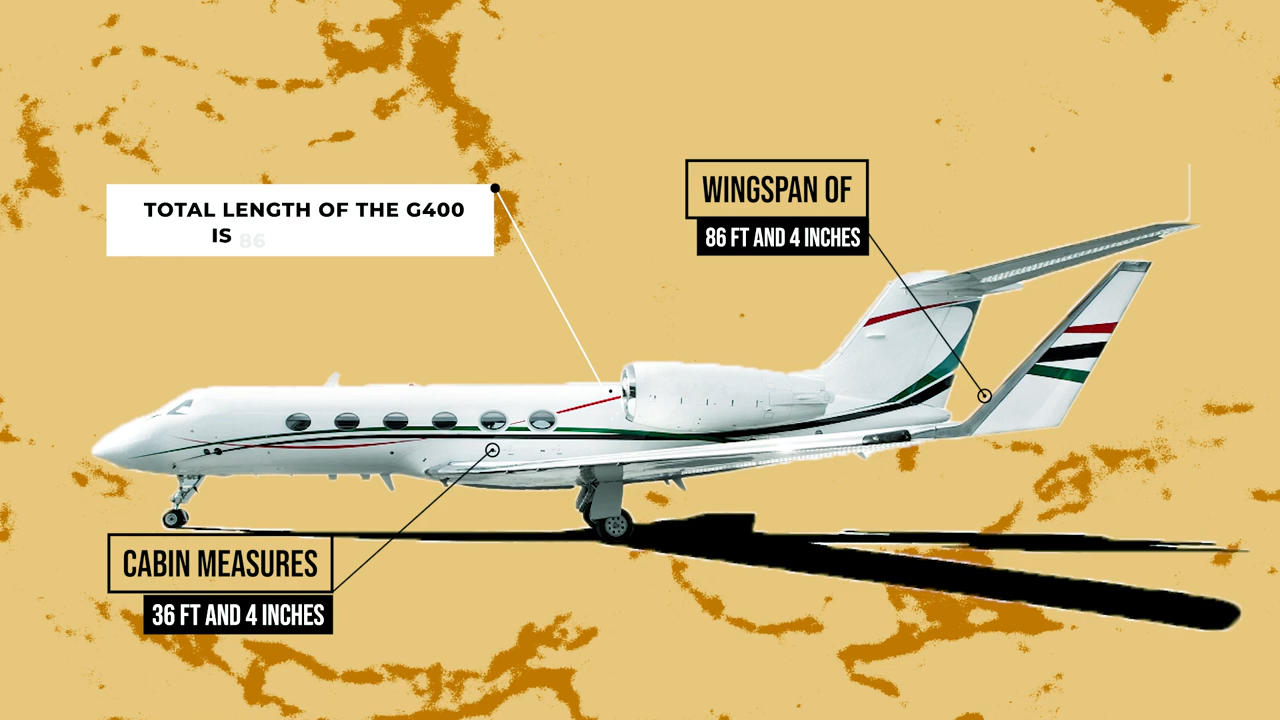 TOTAL LENGTH OF THE G400
IS 86
WINGSPAN OF
86 FT AND 4 INCHES
CABIN MEASURES
36 FT AND 4 INCHES